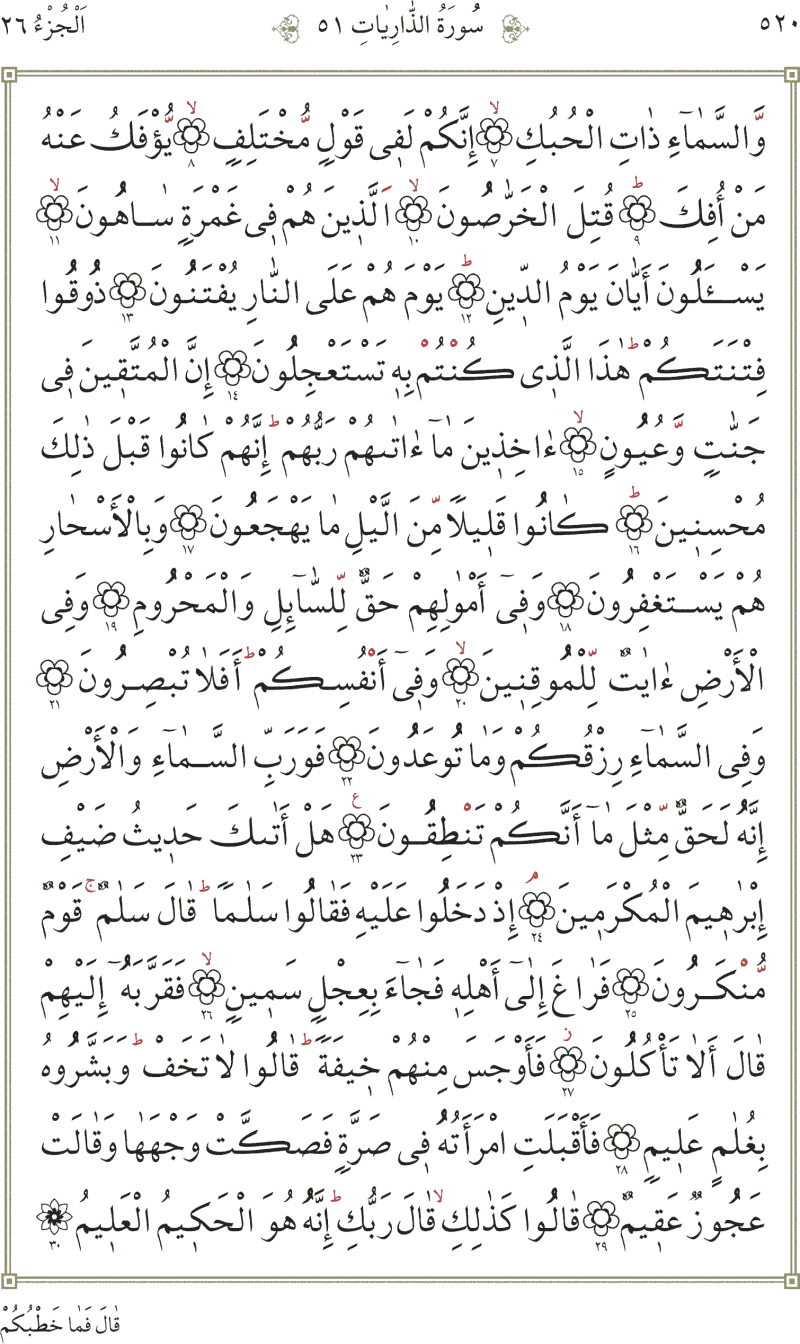 ٥٢٠ سُورَةُ الذَّارِيَاتِ ٥١ اَلْجُزْءُ ٢٦
وَّالسَّمَآءِ ذَاتِ الْحُبُكِ ۙ ٧ إِنَّكُمْ لَفِي قَوْلٍ مُّخْتَلِفٍ ۙ ٨ يُّؤْفَكُ عَنْهُ
مَنْ أُفِكَ ۭ ٩ قُتِلَ الْخَرّٰصُونَ ۙ ١٠ اَلَّذِينَ هُمْ فِي غَمْرَةٍ سَاهُونَ ۙ ١١
يَسْـَٔلُونَ أَيَّانَ يَوْمُ الدِّينِ ۭ ١٢ يَوْمَ هُمْ عَلَى النَّارِ يُفْتَنُونَ ١٣ ذُوقُوا
فِتْنَتَكُمْ ۭ هٰذَا الَّذِي كُنْتُمْ بِهٖ تَسْتَعْجِلُونَ ١٤ إِنَّ الْمُتَّقِينَ فِي
جَنّٰتٍ وَّعُيُونٍ ۙ ١٥ ءَاخِذِينَ مَآ ءَاتٰىهُمْ رَبُّهُمْ ۭ إِنَّهُمْ كَانُوا قَبْلَ ذٰلِكَ
مُحْسِنِينَ ۭ ١٦ كَانُوا قَلِيلًا مِّنَ الَّيْلِ مَا يَهْجَعُونَ ١٧ وَبِالْأَسْحَارِ
هُمْ يَسْتَغْفِرُونَ ١٨ وَفِيٓ أَمْوٰلِهِمْ حَقٌّ لِّلسَّآئِلِ وَالْمَحْرُومِ ١٩ وَفِي
الْأَرْضِ ءَايٰتٌ لِّلْمُوقِنِينَ ۙ ٢٠ وَفِيٓ أَنْفُسِكُمْ ۭ أَفَلَا تُبْصِرُونَ ٢١
وَفِي السَّمَآءِ رِزْقُكُمْ وَمَا تُوعَدُونَ ٢٢ فَوَرَبِّ السَّمَآءِ وَالْأَرْضِ
إِنَّهُ لَحَقٌّ مِّثْلَ مَآ أَنَّكُمْ تَنْطِقُونَ ع ٢٣ هَلْ أَتٰىكَ حَدِيثُ ضَيْفِ
إِبْرٰهِيمَ الْمُكْرَمِينَ ۘ ٢٤ إِذْ دَخَلُوا عَلَيْهِ فَقَالُوا سَلٰمًا ۭ قَالَ سَلٰمٌ ۚ قَوْمٌ
مُّنْكَرُونَ ٢٥ فَرَاغَ إِلٰٓى أَهْلِهٖ فَجَآءَ بِعِجْلٍ سَمِينٍ ۙ ٢٦ فَقَرَّبَهُٓ إِلَيْهِمْ
قَالَ أَلَا تَأْكُلُونَ ز ٢٧ فَأَوْجَسَ مِنْهُمْ خِيفَةً ۭ قَالُوا لَا تَخَفْ ۭ وَبَشَّرُوهُ
بِغُلٰمٍ عَلِيمٍ ٢٨ فَأَقْبَلَتِ امْرَأَتُهُ فِي صَرَّةٍ فَصَكَّتْ وَجْهَهَا وَقَالَتْ
عَجُوزٌ عَقِيمٌ ٢٩ قَالُوا كَذٰلِكِ ۙ قَالَ رَبُّكِ ۭ إِنَّهُ هُوَ الْحَكِيمُ الْعَلِيمُ ٣٠
قَالَ فَمَا خَطْبُكُمْ